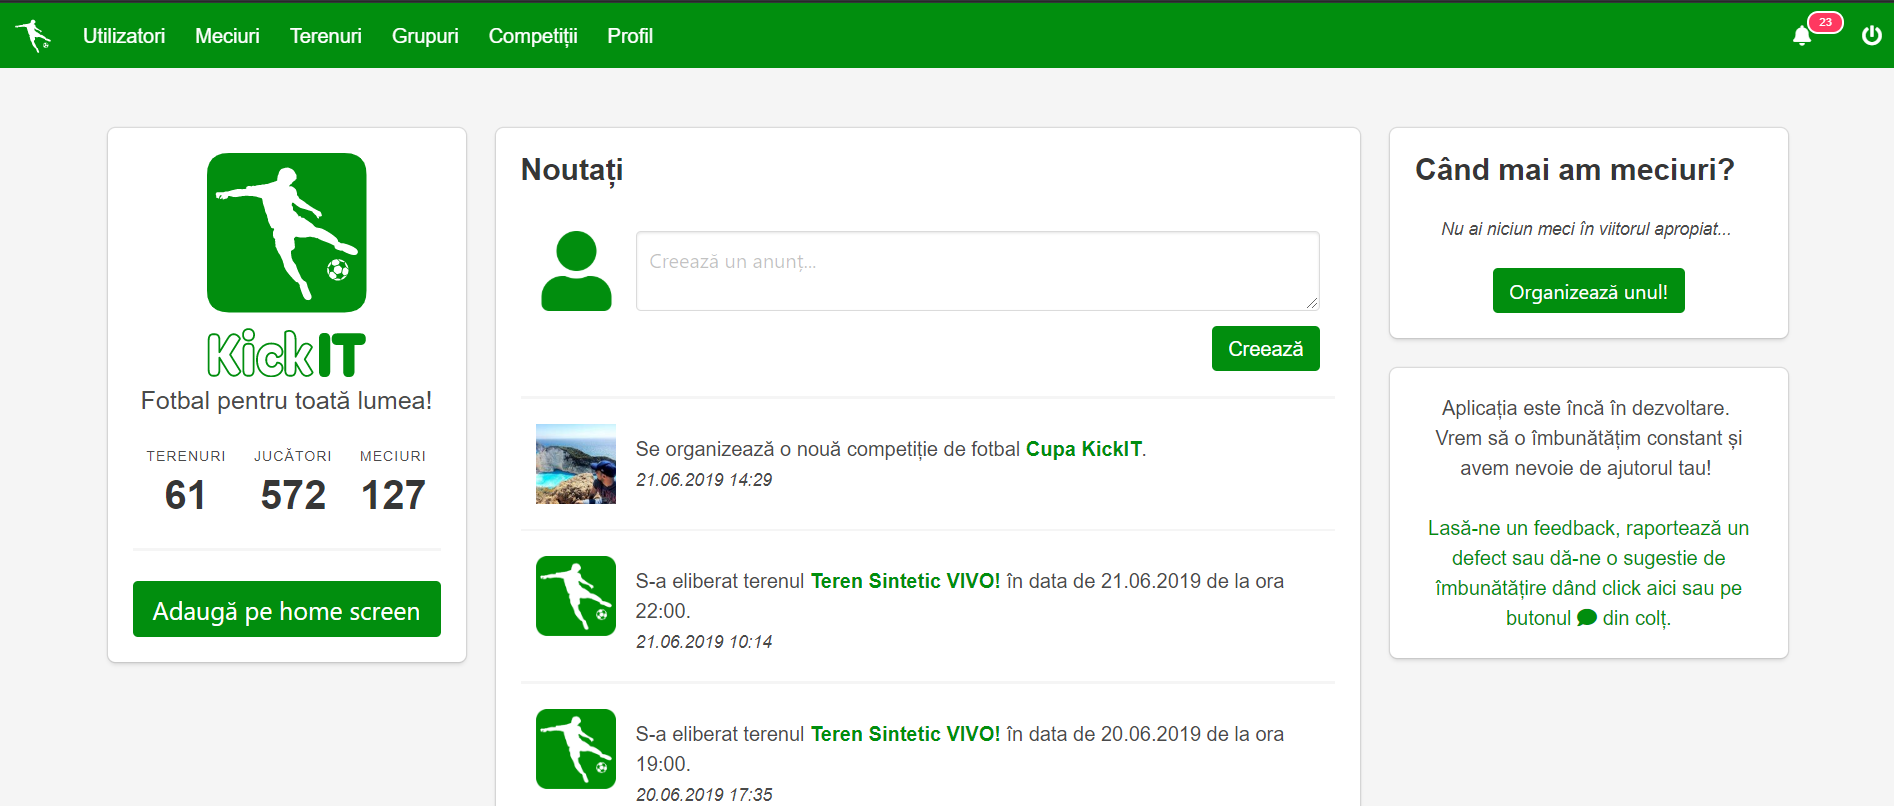 Utilizatori Meciuri Terenuri Grupuri Competiții Profil 23
KickIT
Fotbal pentru toată lumea!
TERENURI JUCĂTORI MECIURI
61 572 127
Adaugă pe home screen
Noutați
Creează un anunț...
Creează
Se organizează o nouă competiție de fotbal Cupa KickIT.
21.06.2019 14:29
S-a eliberat terenul Teren Sintetic VIVO! în data de 21.06.2019 de la ora
22:00.
21.06.2019 10:14
S-a eliberat terenul Teren Sintetic VIVO! în data de 20.06.2019 de la ora
19:00.
20.06.2019 17:35
Când mai am meciuri?
Nu ai niciun meci în viitorul apropiat...
Organizează unul!
Aplicația este încă în dezvoltare.
Vrem să o îmbunătățim constant și
avem nevoie de ajutorul tau!
Lasă-ne un feedback, raportează un
defect sau dă-ne o sugestie de
îmbunătățire dând click aici sau pe
butonul din colț.